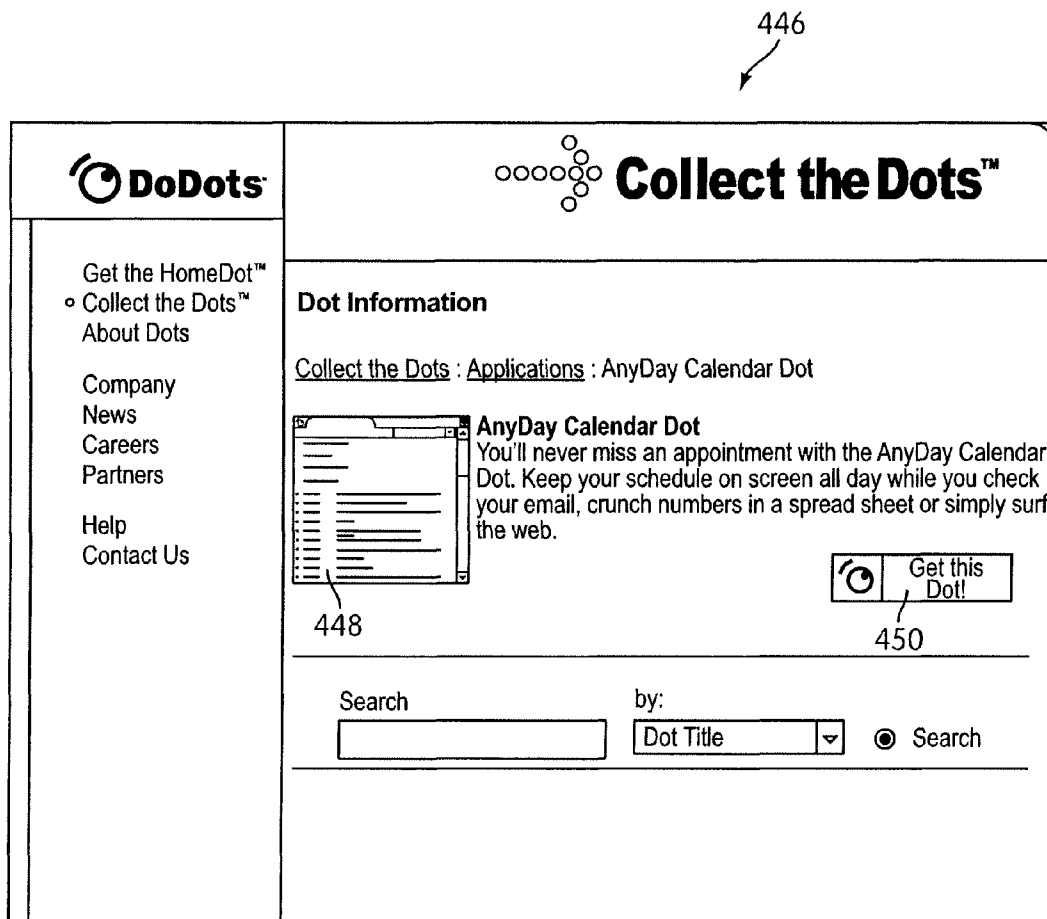 446
DoDots
Collect the Dots™
Get the HomeDot™
Collect the Dots™
About Dots
Company
News
Careers
Partners
Help
Contact Us
Dot Information
Collect the Dots : Applications : AnyDay Calendar Dot
AnyDay Calendar Dot
You'll never miss an appointment with the AnyDay Calendar
Dot. Keep your schedule on screen all day while you check
your email, crunch numbers in a spread sheet or simply surf
the web.
Get this
Dot!
448
450
Search by:
Dot Title Search